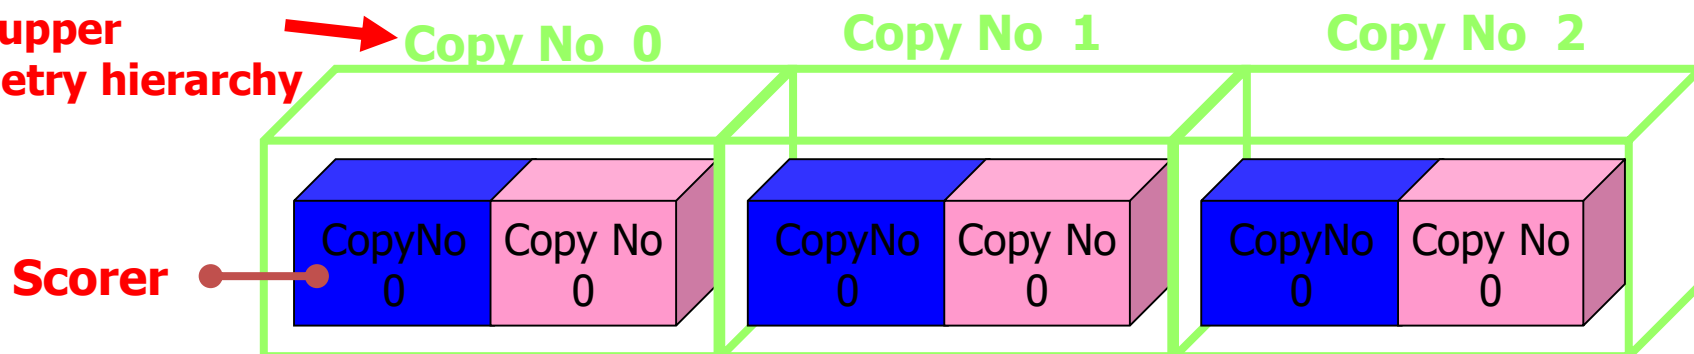 upper
etry hierarchy
Copy No 0
Copy No 1
Copy No 2
CopyNo
0
Copy No
0
CopyNo
0
Copy No
0
CopyNo
0
Copy No
0
Scorer